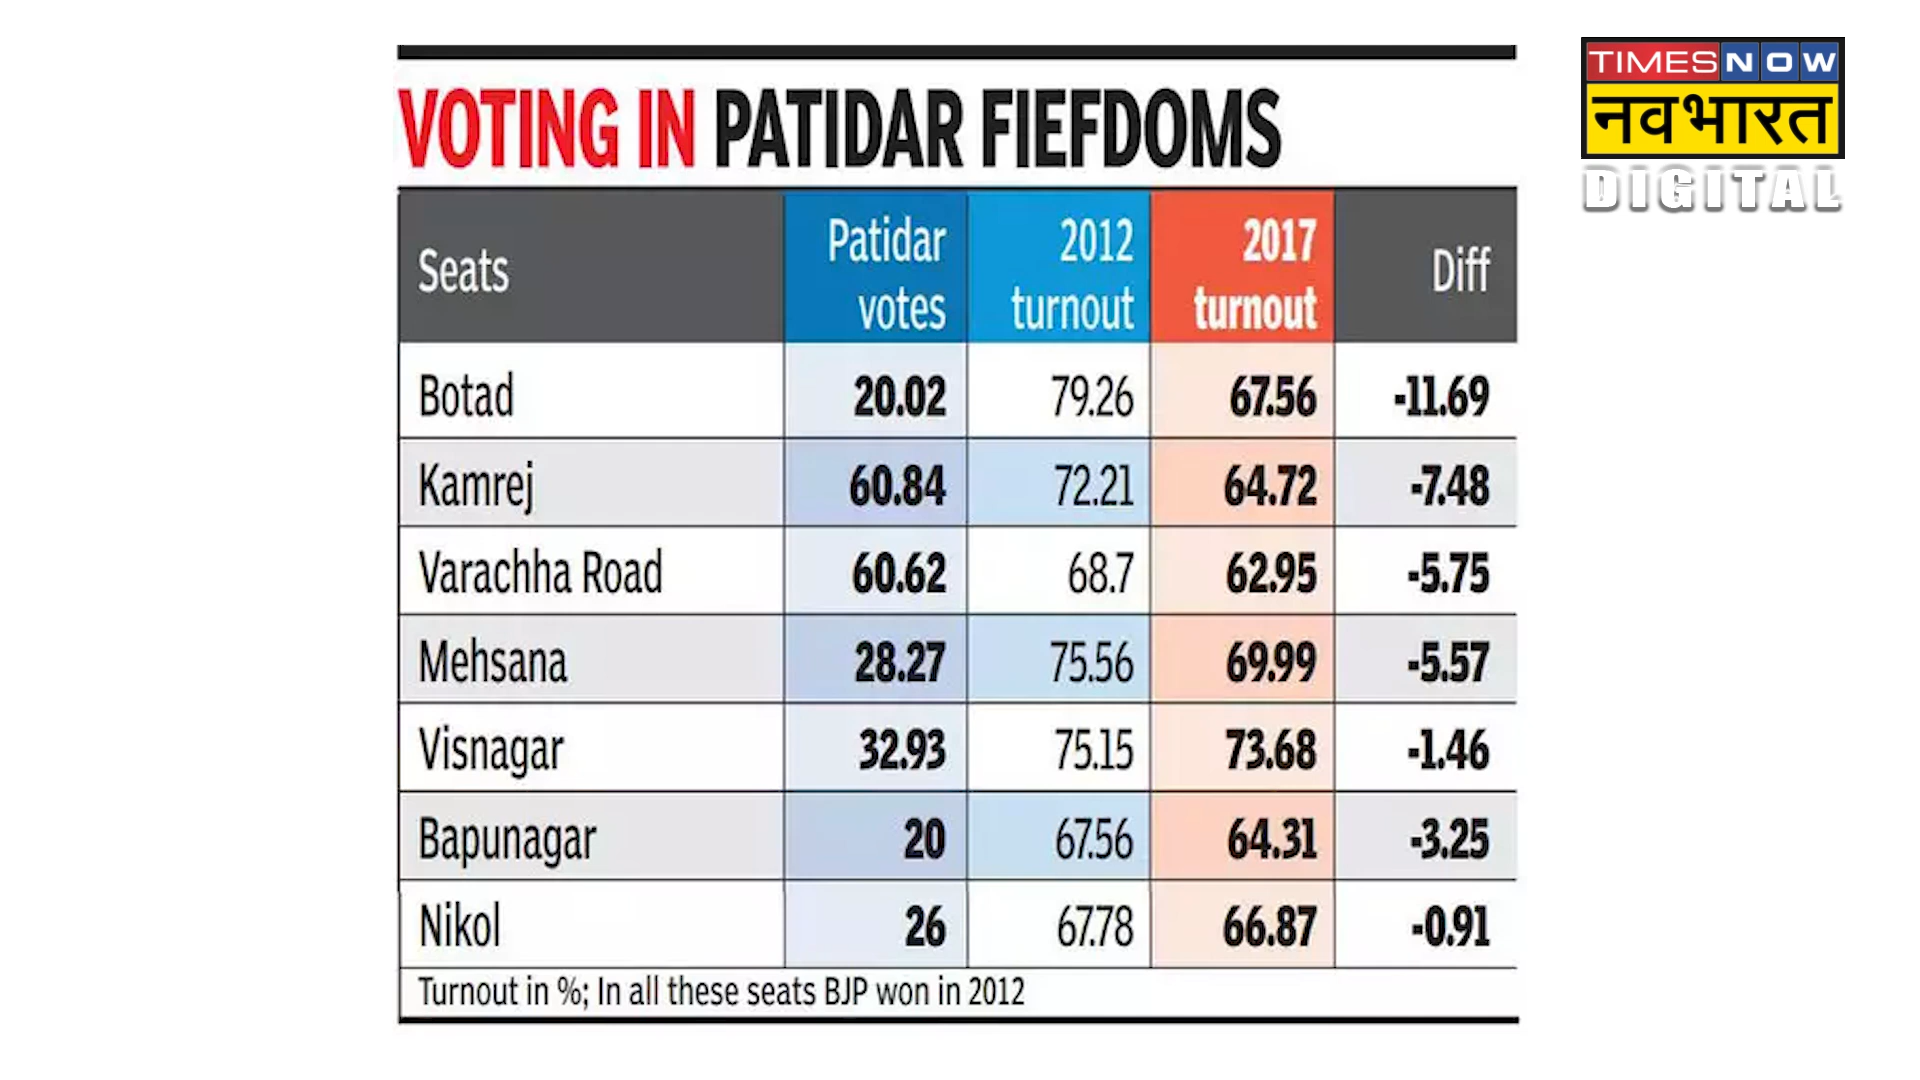 TIMES NOW
नवभारत
DIGITAL
VOTING IN PATIDAR FIEFDOMS
Seats Patidar votes 2012 turnout 2017 turnout Diff
Botad 20.02 79.26 67.56 -11.69
Kamrej 60.84 72.21 64.72 -7.48
Varachha Road 60.62 68.7 62.95 -5.75
Mehsana 28.27 75.56 69.99 -5.57
Visnagar 32.93 75.15 73.68 -1.46
Bapunagar 20 67.56 64.31 -3.25
Nikol 26 67.78 66.87 -0.91
Turnout in %; In all these seats BJP won in 2012